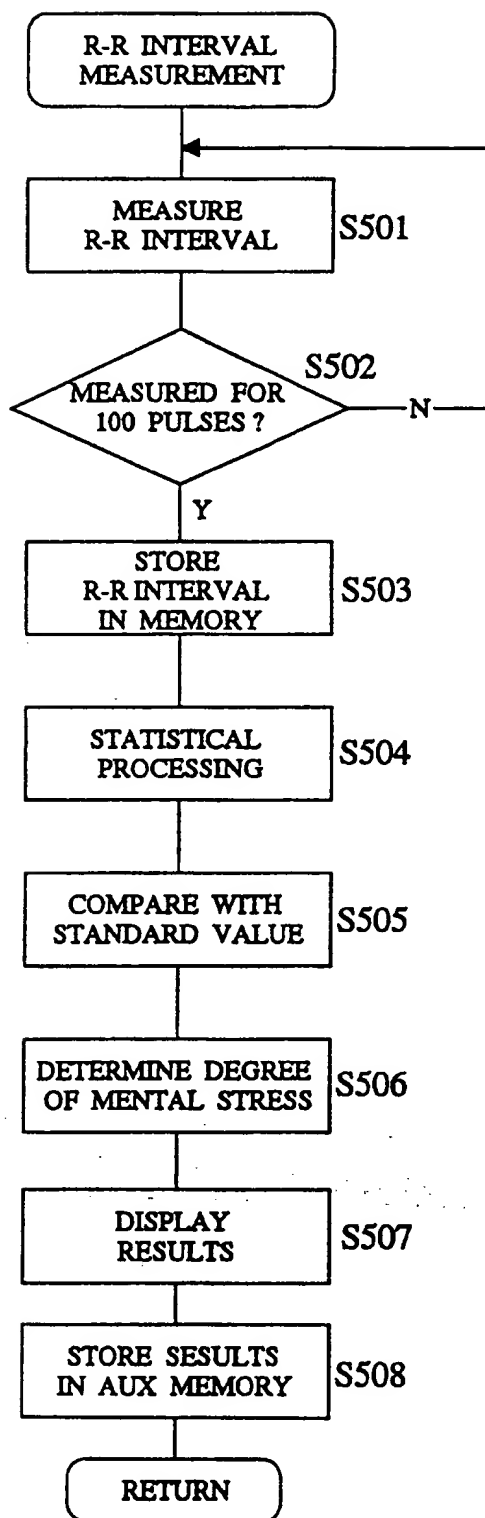 R-R INTERVAL
MEASUREMENT
MEASURE
R-R INTERVAL
S501
S502
MEASURED FOR
100 PULSES ?
N
Y
STORE
R-R INTERVAL
IN MEMORY
S503
STATISTICAL
PROCESSING
S504
COMPARE WITH
STANDARD VALUE
S505
DETERMINE DEGREE
OF MENTAL STRESS
S506
DISPLAY
RESULTS
S507
STORE SESULTS
IN AUX MEMORY
S508
RETURN